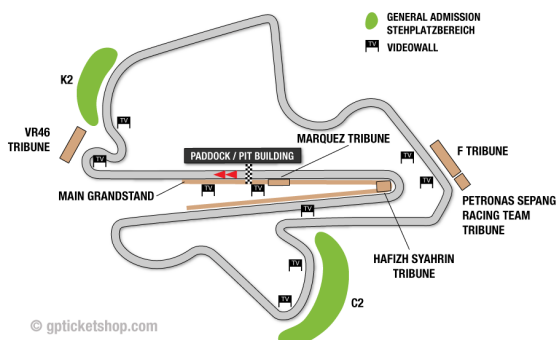 GENERAL ADMISSION
STEHPLATZBEREICH
TV VIDEOWALL
K2
TV
VR46
TRIBUNE
TV
PADDOCK / PIT BUILDING
MARQUEZ TRIBUNE
TV
F TRIBUNE
MAIN GRANDSTAND
TV
TV
TV
PETRONAS SEPANG
RACING TEAM
TRIBUNE
TV
HAFIZH SYAHRIN
TRIBUNE
TV
C2
TV
© gpticketshop.com